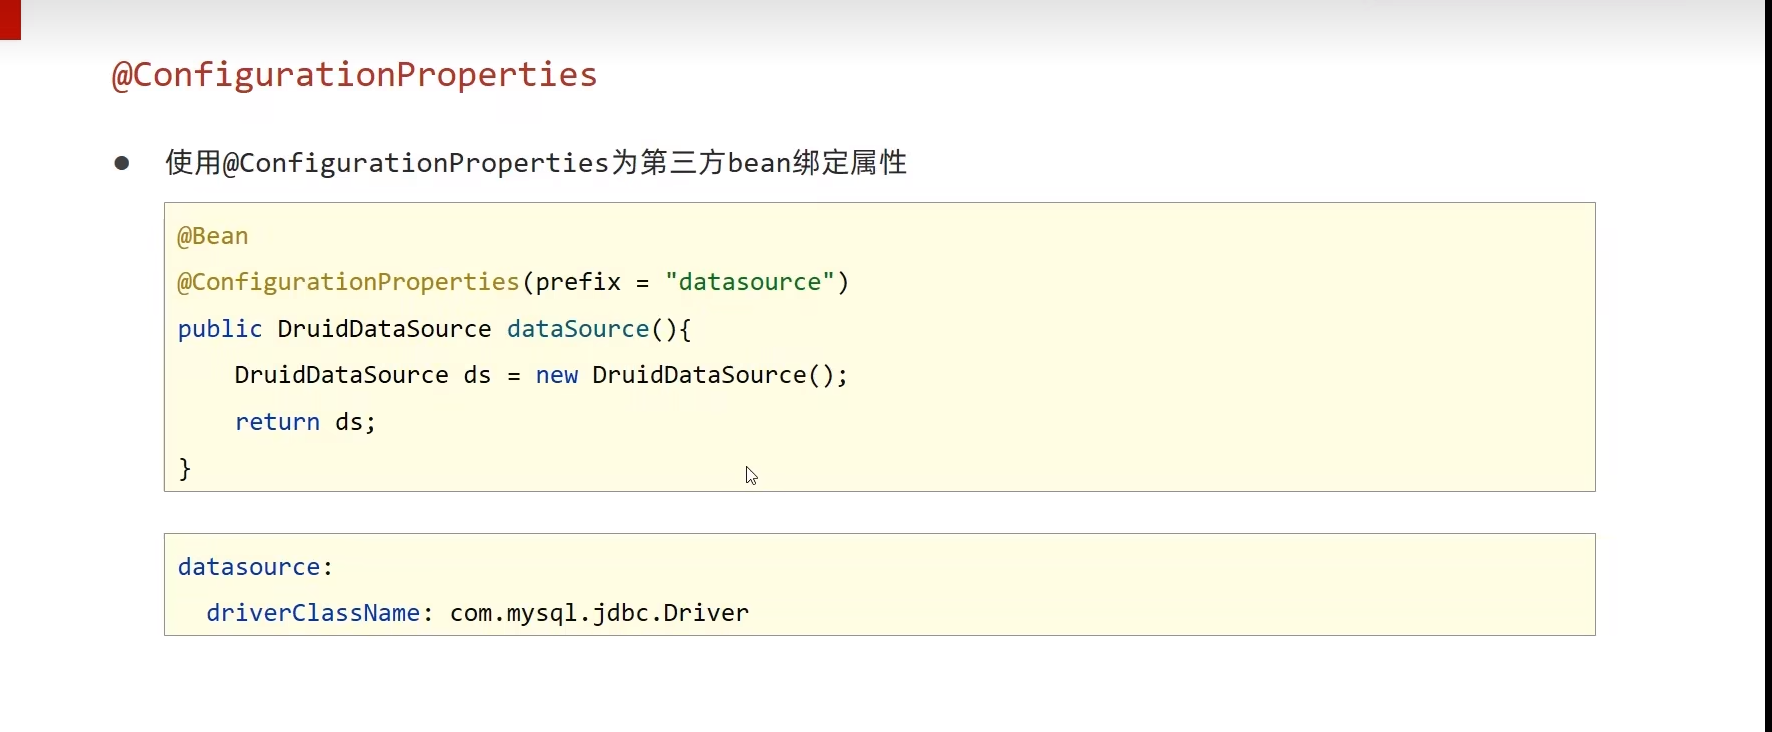 @ConfigurationProperties
● 使用@ConfigurationProperties为第三方bean绑定属性
@Bean
@ConfigurationProperties(prefix = "datasource")
public DruidDataSource dataSource(){
    DruidDataSource ds = new DruidDataSource();
    return ds;
}
datasource:
  driverClassName: com.mysql.jdbc.Driver